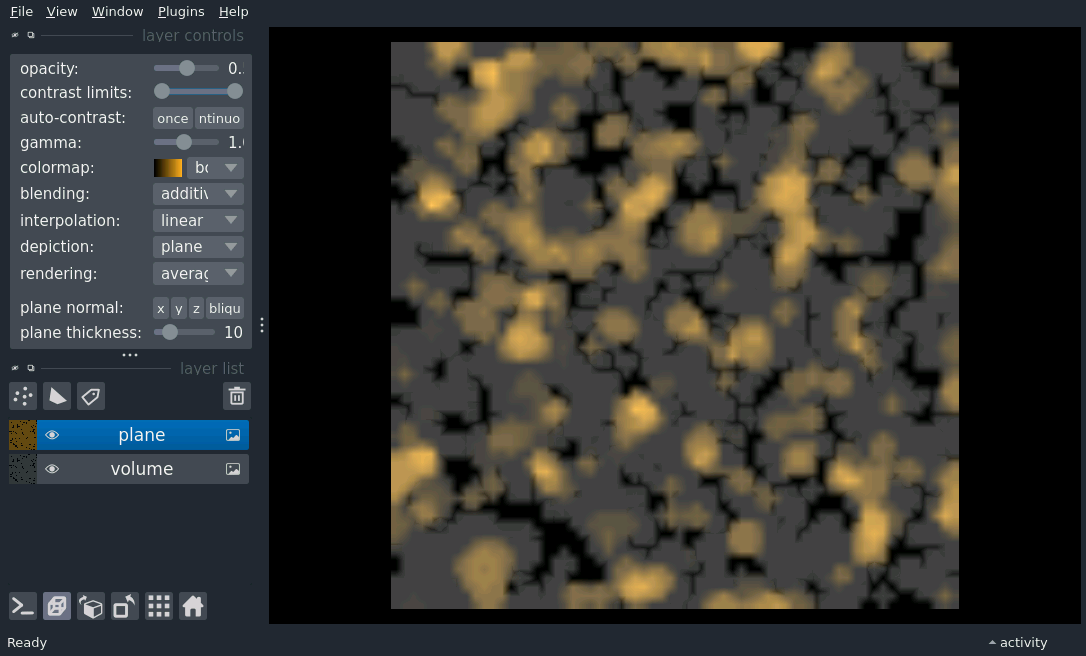 File View Window Plugins Help
layer controls
opacity: 0.
contrast limits:
auto-contrast: once ntinuo
gamma: 1.
colormap: bo
blending: additiv
interpolation: linear
depiction: plane
rendering: averag
plane normal: x y z bliqu
plane thickness: 10
layer list
plane
volume
Ready
activity